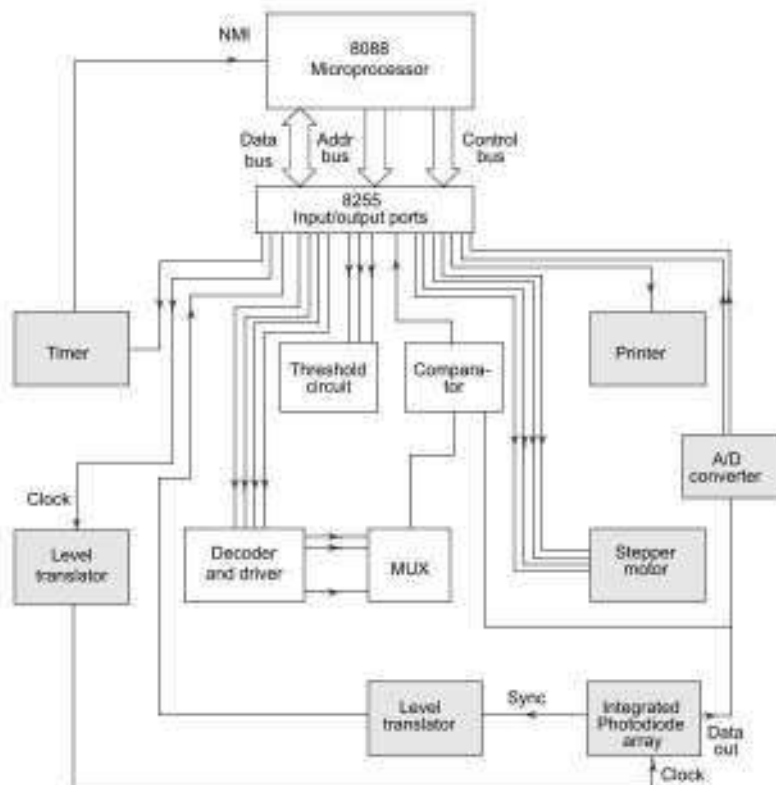 NMI
8088
Microprocessor
Data
bus
Addr
bus
Control
bus
8255
Input/output ports
Timer
Threshold
circuit
Compara-
tor
Printer
A/D
converter
Clock
Level
translator
Decoder
and driver
MUX
Stepper
motor
Level
translator
Sync
Integrated
Photodiode
array
Data
out
Clock